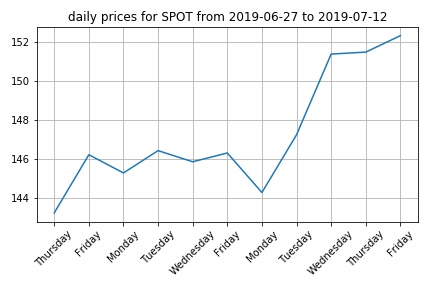 daily prices for SPOT from 2019-06-27 to 2019-07-12
152
150
148
146
144
Thursday
Friday
Monday
Tuesday
Wednesday
Friday
Monday
Tuesday
Wednesday
Thursday
Friday